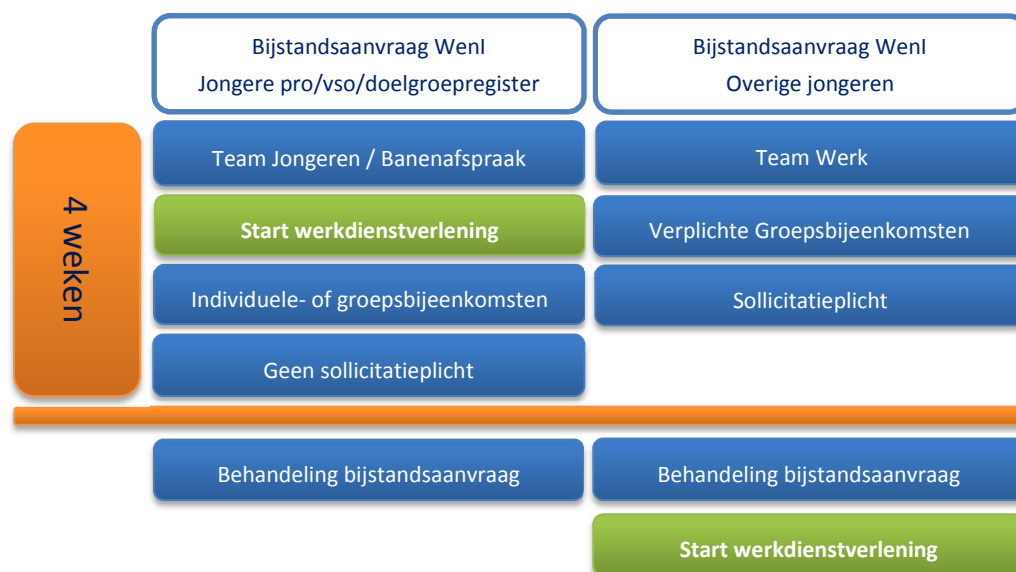 Bijstandsaanvraag WenI
Jongere pro/vso/doelgroepregister
Bijstandsaanvraag WenI
Overige jongeren
4 weken
Team Jongeren / Banenafspraak
Team Werk
Start werkdienstverlening
Verplichte Groepsbijeenkomsten
Individuele- of groepsbijeenkomsten
Sollicitatieplicht
Geen sollicitatieplicht
Behandeling bijstandsaanvraag
Behandeling bijstandsaanvraag
Start werkdienstverlening